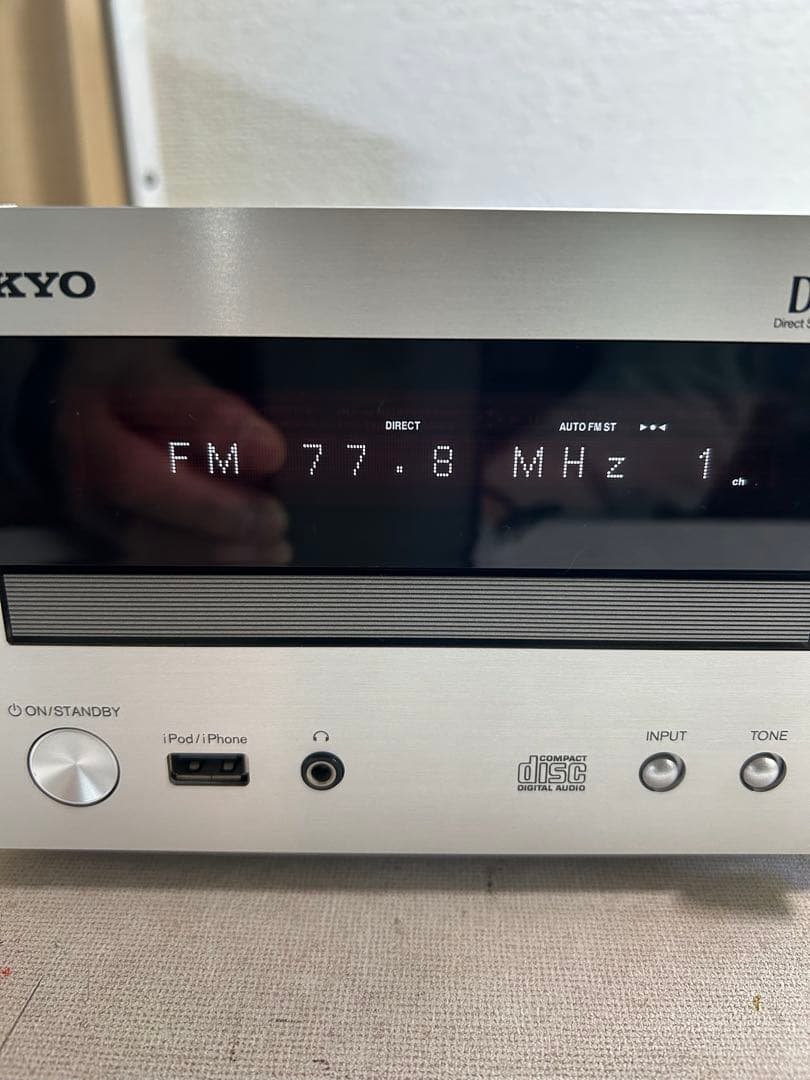 KYO
D
Direct S
DIRECT AUTO FM ST
FM 77.8 MHz 1 ch
ON/STANDBY
iPod/iPhone
INPUT
TONE
COMPACT
disc
DIGITAL AUDIO